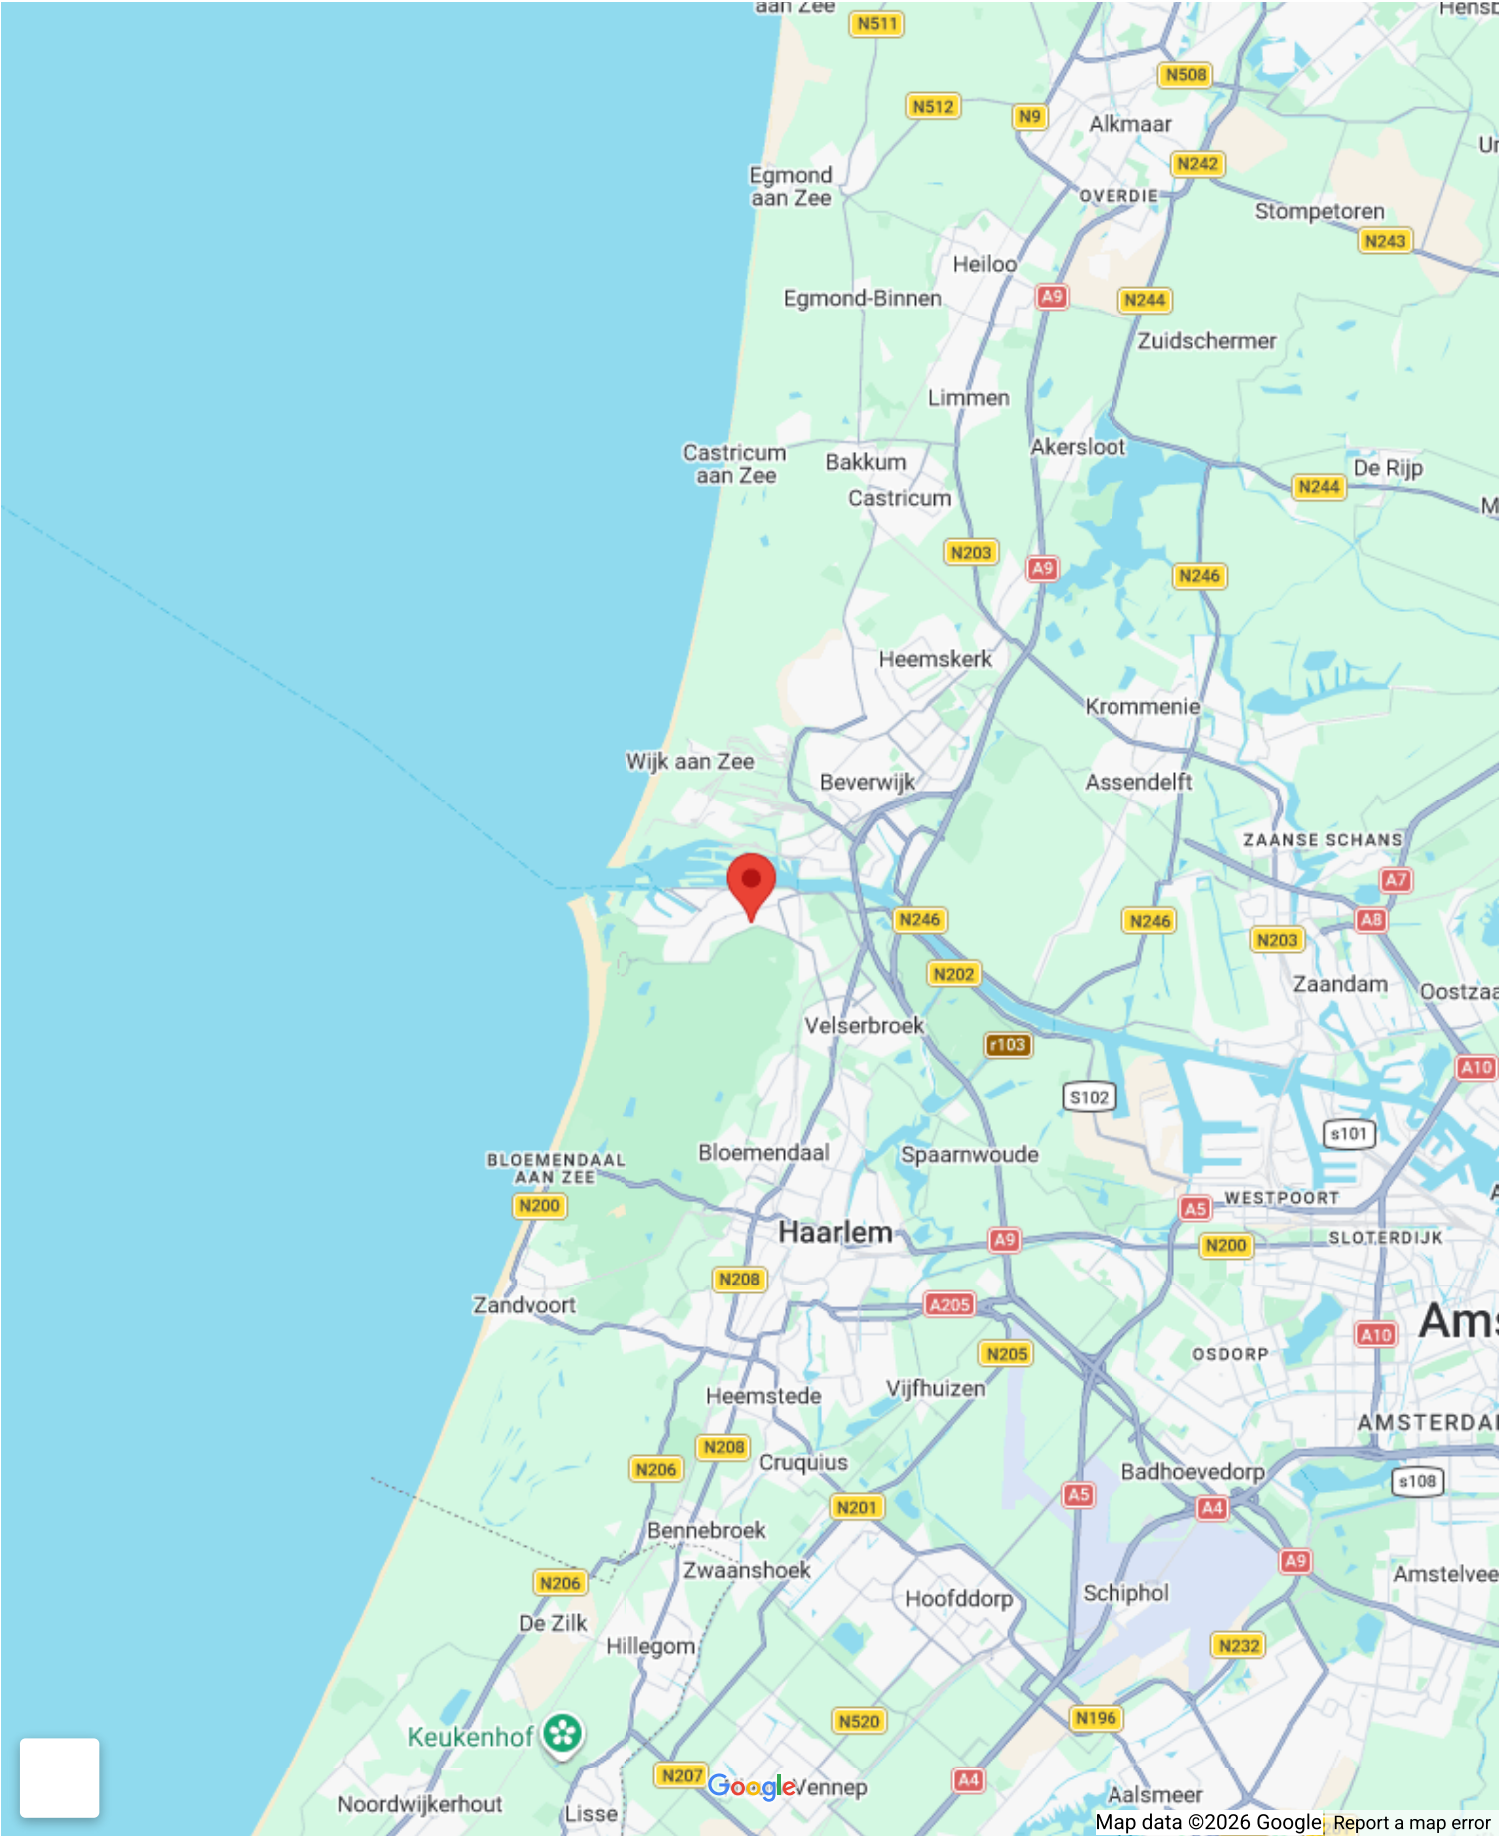 aan Zee
N511
Hensb
N508
N512
N9
Alkmaar
Ur
N242
Egmond
aan Zee
OVERDIE
Stompetoren
N243
Heiloo
Egmond-Binnen
A9
N244
Zuidschermer
Limmen
Akersloot
Castricum
aan Zee
Bakkum
De Rijp
N244
Castricum
M
N203
A9
N246
Heemskerk
Krommenie
Wijk aan Zee
Beverwijk
Assendelft
ZAANSE SCHANS
A7
N246
N246
A8
N203
N202
Zaandam
Oostzaa
Velserbroek
r103
A10
S102
s101
Bloemendaal
Spaarnwoude
BLOEMENDAAL
AAN ZEE
N200
A5
WESTPOORT
A
Haarlem
A9
N200
SLOTERDIJK
N208
Zandvoort
A205
Ams
A10
N205
OSDORP
Heemstede
Vijfhuizen
AMSTERDA
N208
N206
Cruquius
Badhoevedorp
s108
A5
N201
A4
Bennebroek
Zwaanshoek
A9
N206
Hoofddorp
Schiphol
Amstelvee
De Zilk
Hillegom
N232
Keukenhof
N520
N196
N207
Google
Vennep
A4
Aalsmeer
Noordwijkerhout
Lisse
Map data ©2026 Google
Report a map error